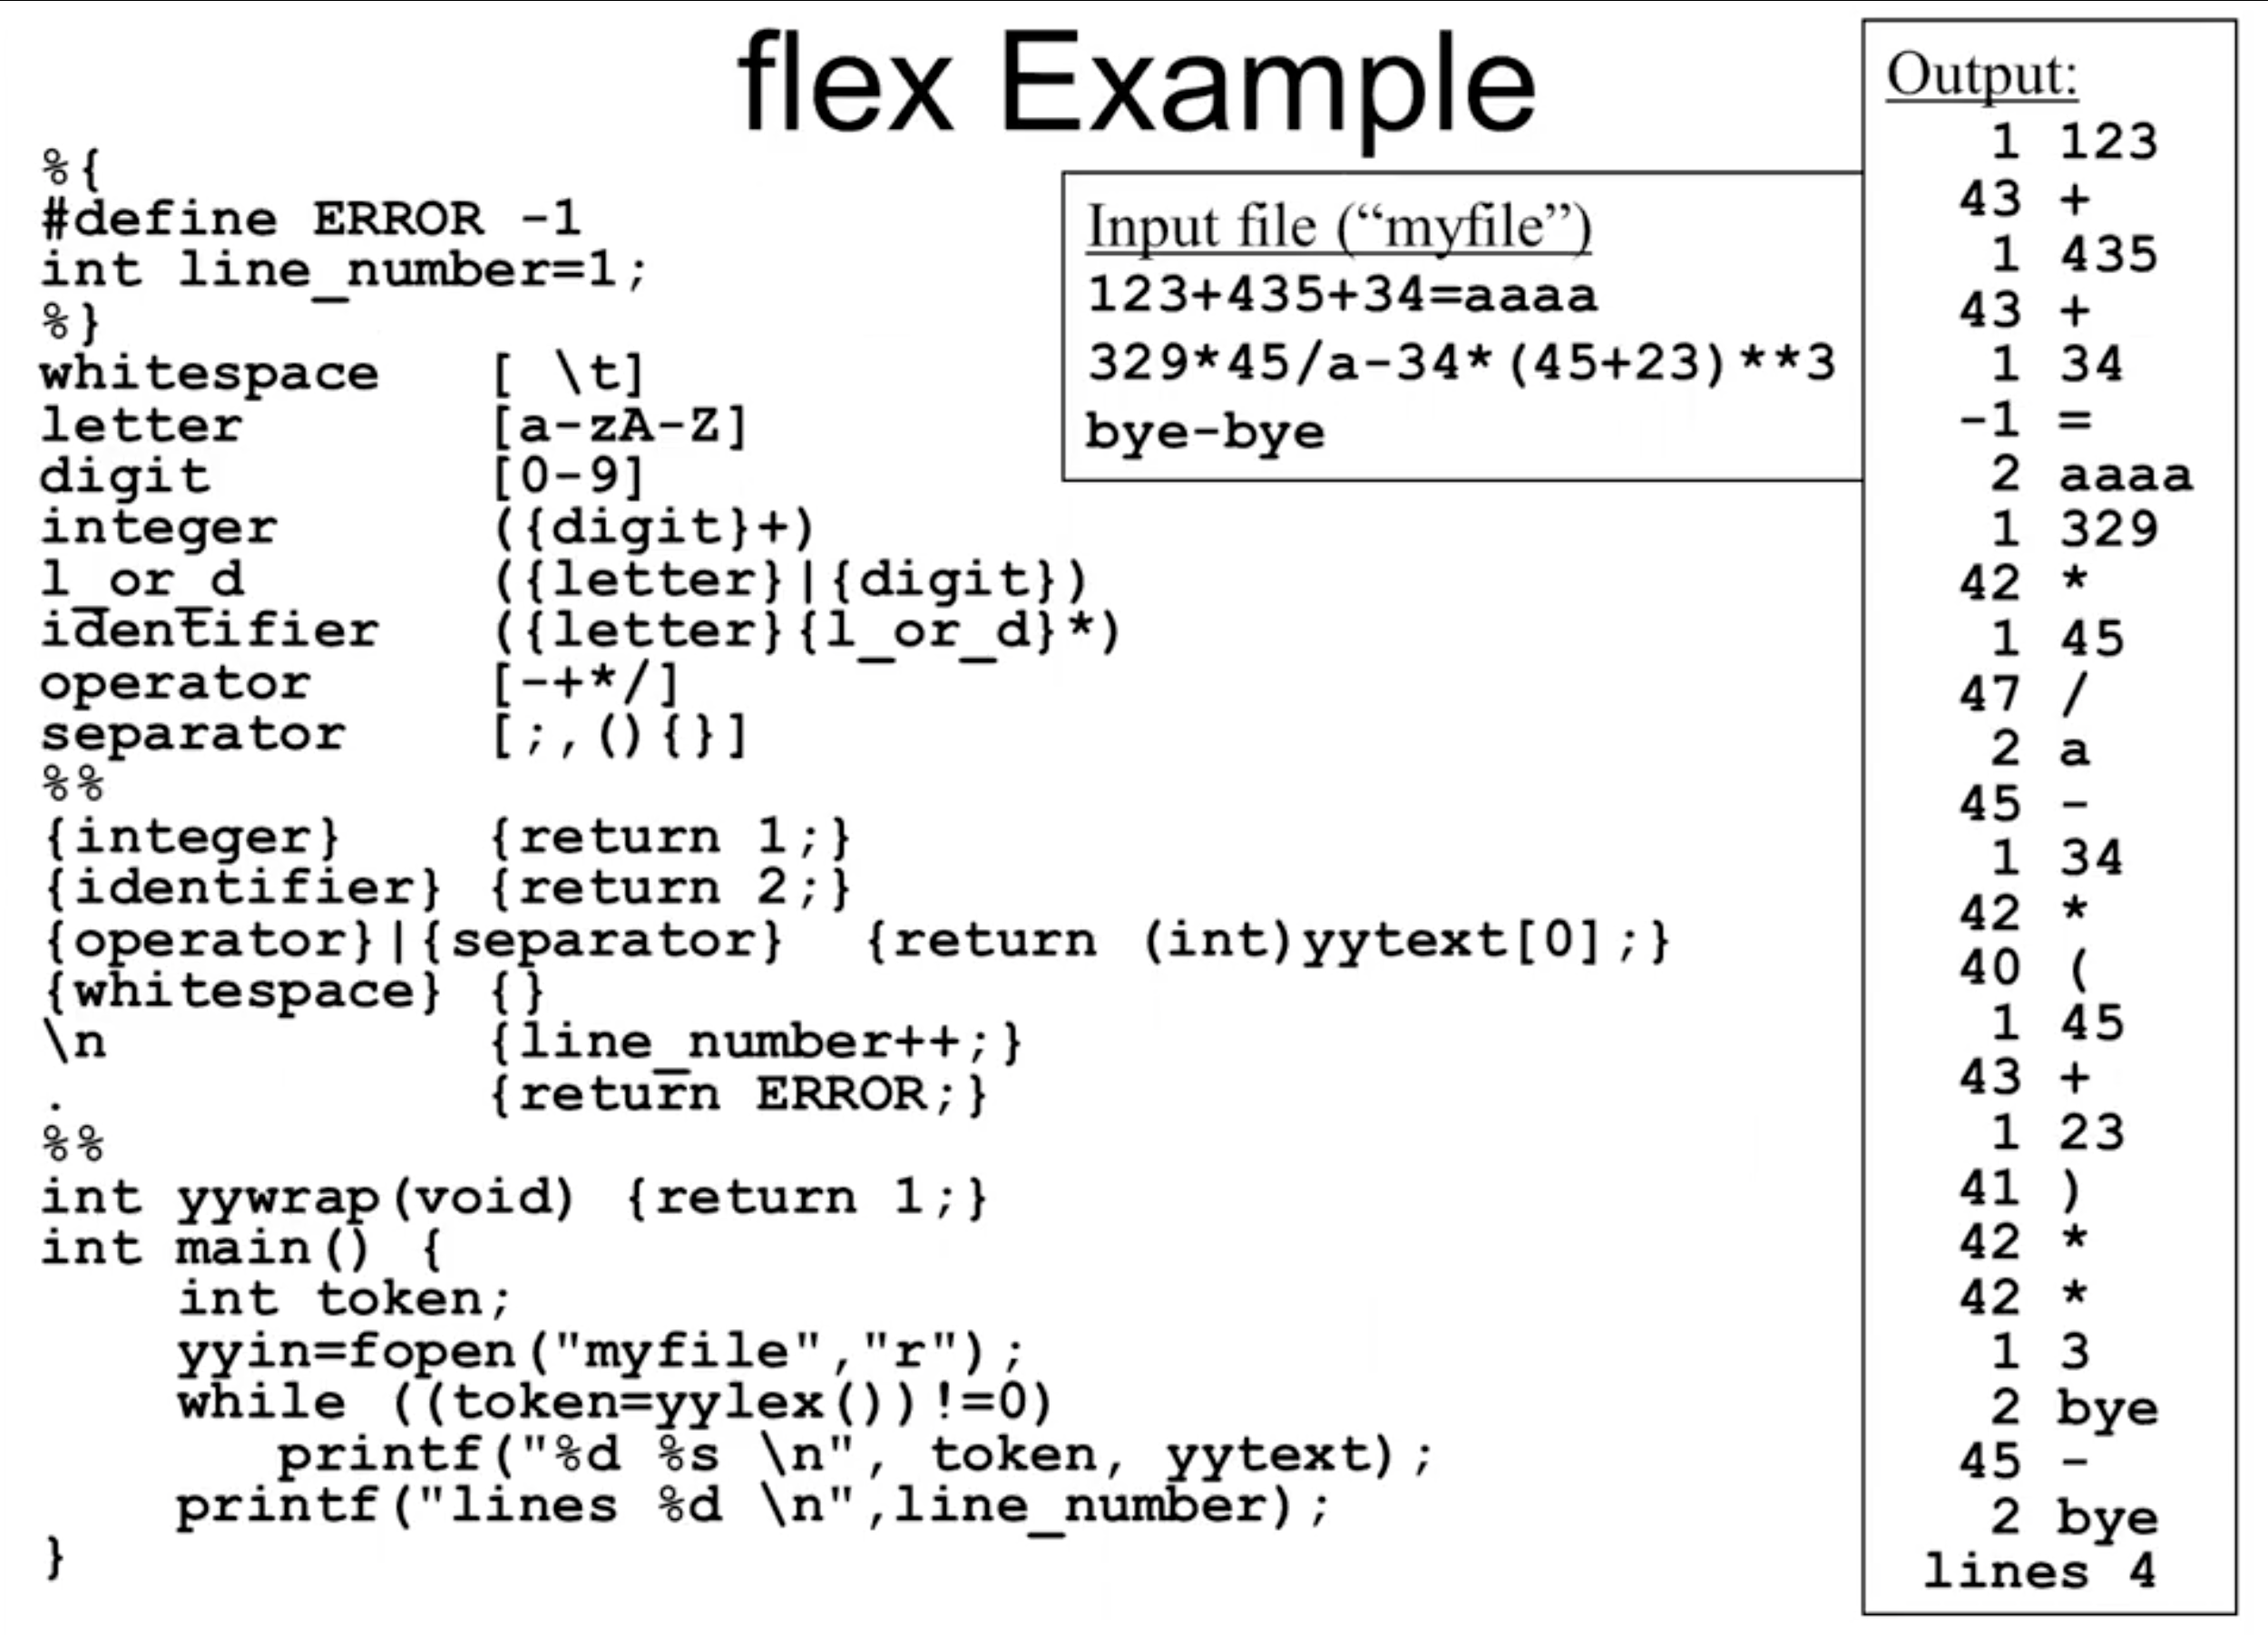 flex Example
%{
#define ERROR -1
int line_number=1;
%}
whitespace [ \t]
letter [a-zA-Z]
digit [0-9]
integer ({digit}+)
l_or_d ({letter}|{digit})
identifier ({letter}{l_or_d}*)
operator [-+*/]
separator [;,(){}]
%%
{integer} {return 1;}
{identifier} {return 2;}
{operator}|{separator} {return (int)yytext[0];}
{whitespace} {}
\n {line_number++;}
. {return ERROR;}
%%
int yywrap(void) {return 1;}
int main() {
int token;
yyin=fopen("myfile","r");
while ((token=yylex())!=0)
printf("%d %s \n", token, yytext);
printf("lines %d \n",line_number);
}
Input file (“myfile”)
123+435+34=aaaa
329*45/a-34*(45+23)**3
bye-bye
Output:
1 123
43 +
1 435
43 +
1 34
-1 =
2 aaaa
1 329
42 *
1 45
47 /
2 a
45 -
1 34
42 *
40 (
1 45
43 +
1 23
41 )
42 *
42 *
1 3
2 bye
45 -
2 bye
lines 4